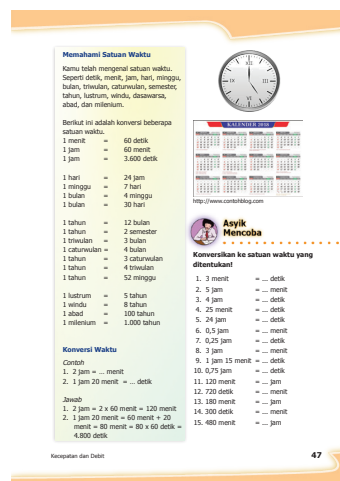 Memahami Satuan Waktu
Kamu telah mengenal satuan waktu.
Seperti detik, menit, jam, hari, minggu,
bulan, triwulan, caturwulan, semester,
tahun, lustrum, windu, dasawarsa,
abad, dan milenium.
Berikut ini adalah konversi beberapa
satuan waktu.
1 menit = 60 detik
1 jam = 60 menit
1 jam = 3.600 detik
1 hari = 24 jam
1 minggu = 7 hari
1 bulan = 4 minggu
1 bulan = 30 hari
1 tahun = 12 bulan
1 tahun = 2 semester
1 triwulan = 3 bulan
1 caturwulan = 4 bulan
1 tahun = 3 caturwulan
1 tahun = 4 triwulan
1 tahun = 52 minggu
1 lustrum = 5 tahun
1 windu = 8 tahun
1 abad = 100 tahun
1 milenium = 1.000 tahun
Konversi Waktu
Contoh
1. 2 jam = ... menit
2. 1 jam 20 menit = ... detik
Jawab
1. 2 jam = 2 x 60 menit = 120 menit
2. 1 jam 20 menit = 60 menit + 20
menit = 80 menit = 80 x 60 detik =
4.800 detik
XII
IX
III
VI
KALENDER 2018
http://www.contohblog.com
Asyik
Mencoba
Konversikan ke satuan waktu yang
ditentukan!
1. 3 menit = ... detik
2. 5 jam = ... menit
3. 4 jam = ... detik
4. 25 menit = ... detik
5. 24 jam = ... detik
6. 0,5 jam = ... menit
7. 0,25 jam = ... detik
8. 3 jam = ... menit
9. 1 jam 15 menit = ... detik
10. 0,75 jam = ... detik
11. 120 menit = ... jam
12. 720 detik = ... menit
13. 180 menit = ... jam
14. 300 detik = ... menit
15. 480 menit = ... jam
Kecepatan dan Debit
47